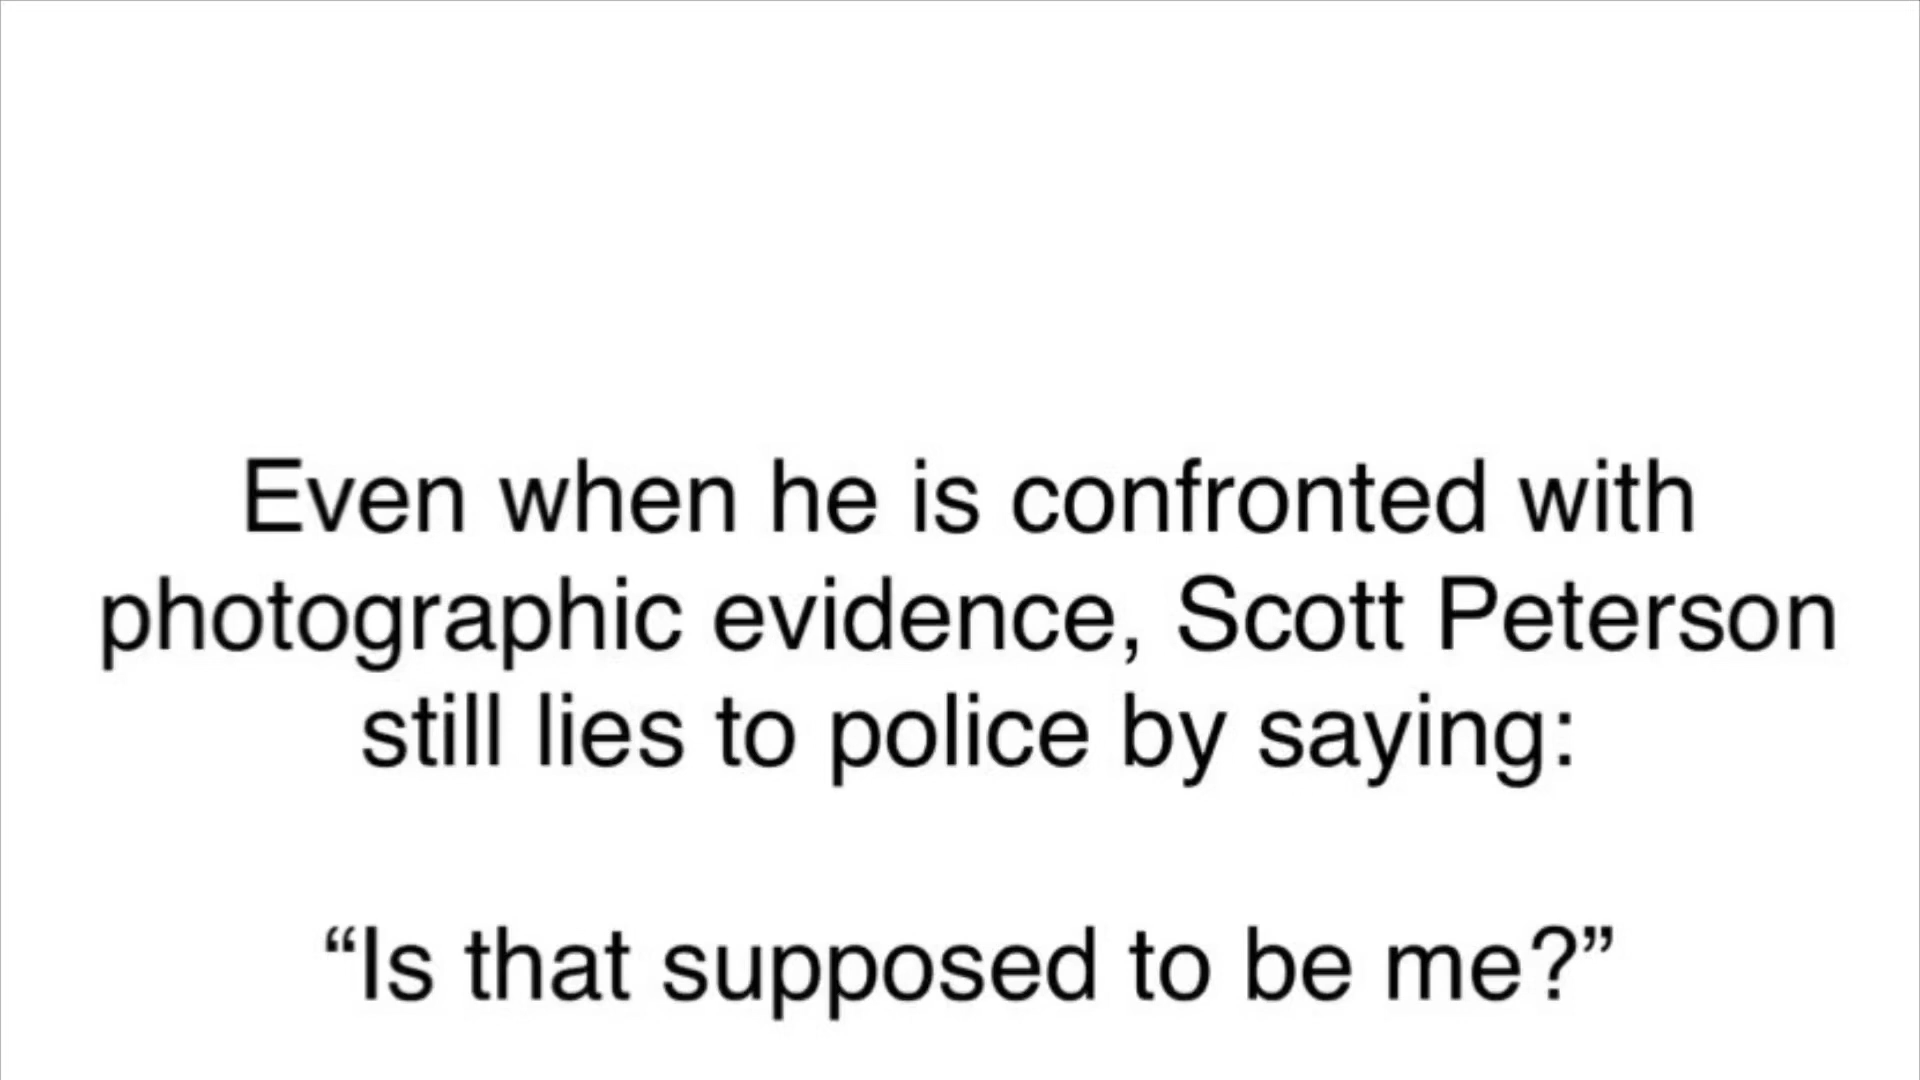 Even when he is confronted with
photographic evidence, Scott Peterson
still lies to police by saying:
“Is that supposed to be me?”